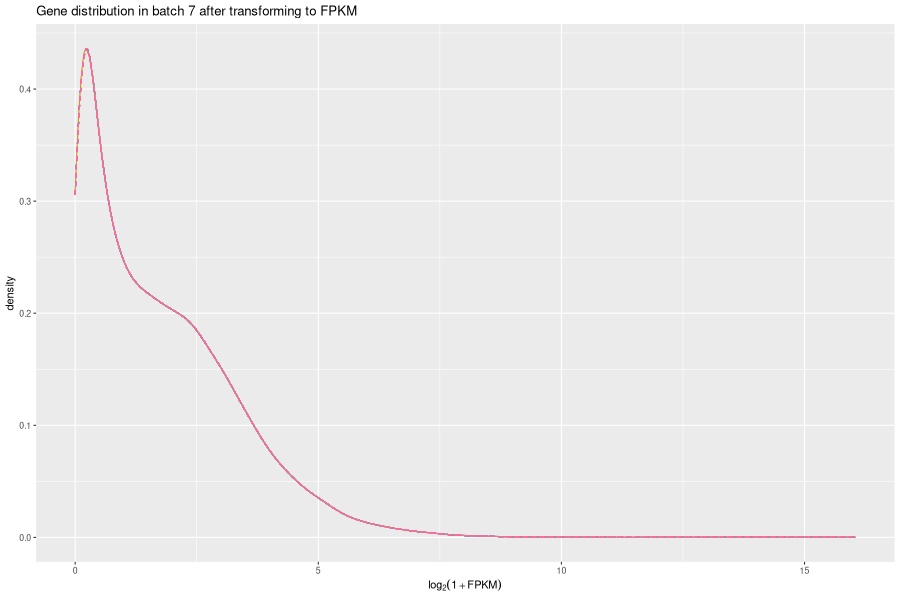 Gene distribution in batch 7 after transforming to FPKM
density
0.4
0.3
0.2
0.1
0.0
0 5 10 15
log₂(1 + FPKM)